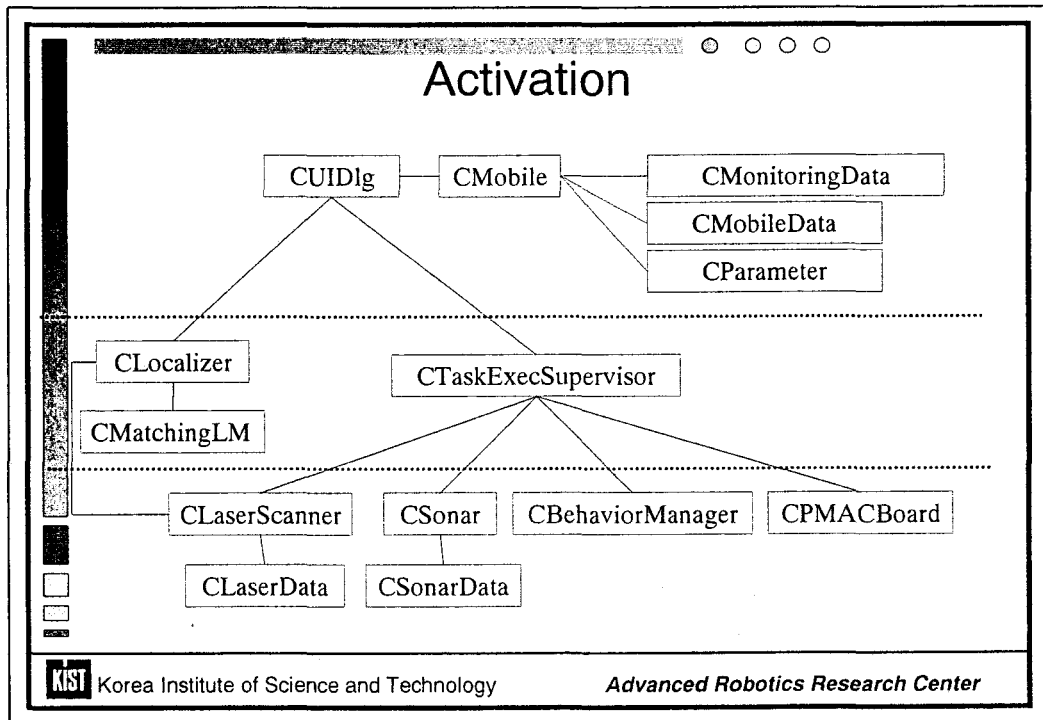 Activation
CUIDlg
CMobile
CMonitoringData
CMobileData
CParameter
CLocalizer
CTaskExecSupervisor
CMatchingLM
CLaserScanner
CSonar
CBehaviorManager
CPMACBoard
CLaserData
CSonarData
KIST Korea Institute of Science and Technology
Advanced Robotics Research Center